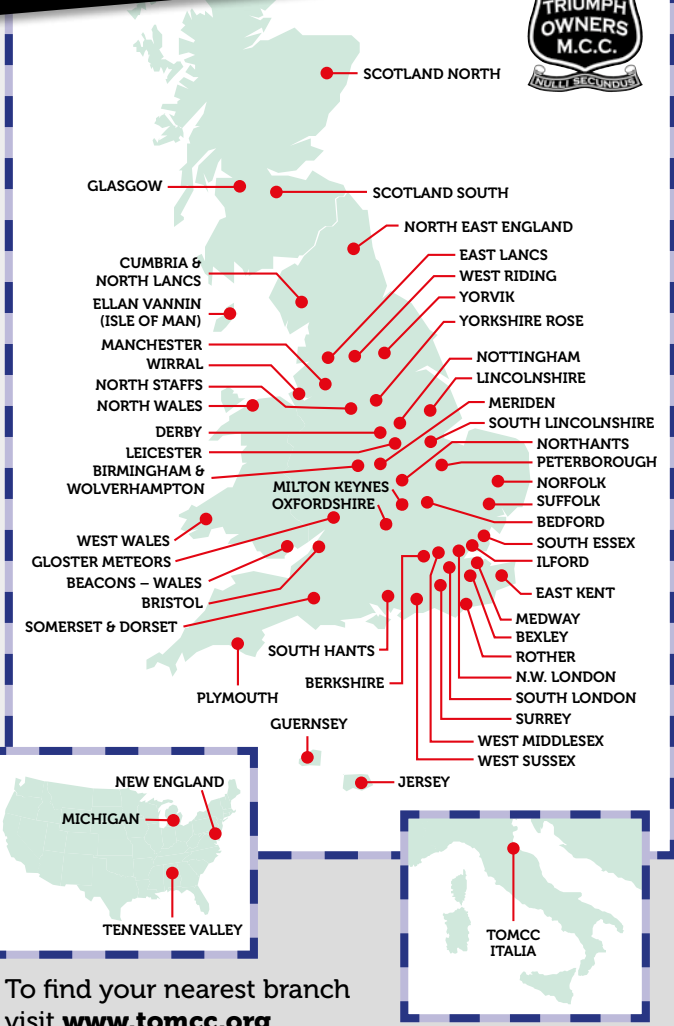 TRIUMPH
OWNERS
M.C.C.
NULLI SECUNDUS
SCOTLAND NORTH
GLASGOW
SCOTLAND SOUTH
NORTH EAST ENGLAND
EAST LANCS
CUMBRIA &
NORTH LANCS
WEST RIDING
YORVIK
ELLAN VANNIN
(ISLE OF MAN)
YORKSHIRE ROSE
MANCHESTER
NOTTINGHAM
WIRRAL
LINCOLNSHIRE
NORTH STAFFS
MERIDEN
NORTH WALES
SOUTH LINCOLNSHIRE
DERBY
NORTHANTS
LEICESTER
PETERBOROUGH
BIRMINGHAM &
WOLVERHAMPTON
MILTON KEYNES
NORFOLK
OXFORDSHIRE
SUFFOLK
BEDFORD
WEST WALES
SOUTH ESSEX
GLOSTER METEORS
ILFORD
BEACONS – WALES
EAST KENT
BRISTOL
MEDWAY
SOMERSET & DORSET
BEXLEY
SOUTH HANTS
ROTHER
BERKSHIRE
N.W. LONDON
PLYMOUTH
SOUTH LONDON
GUERNSEY
SURREY
WEST MIDDLESEX
WEST SUSSEX
JERSEY
NEW ENGLAND
MICHIGAN
TENNESSEE VALLEY
TOMCC
ITALIA
To find your nearest branch
visit www.tomcc.org